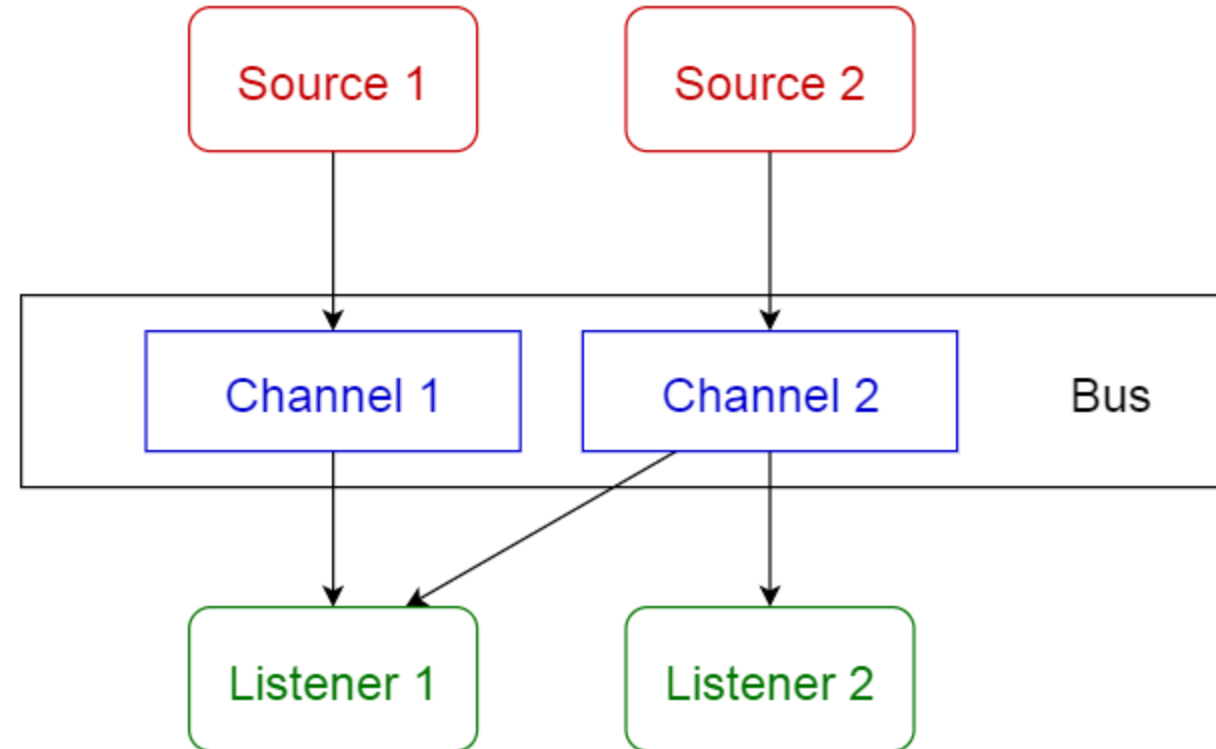 Source 1
Source 2
Channel 1
Channel 2
Bus
Listener 1
Listener 2